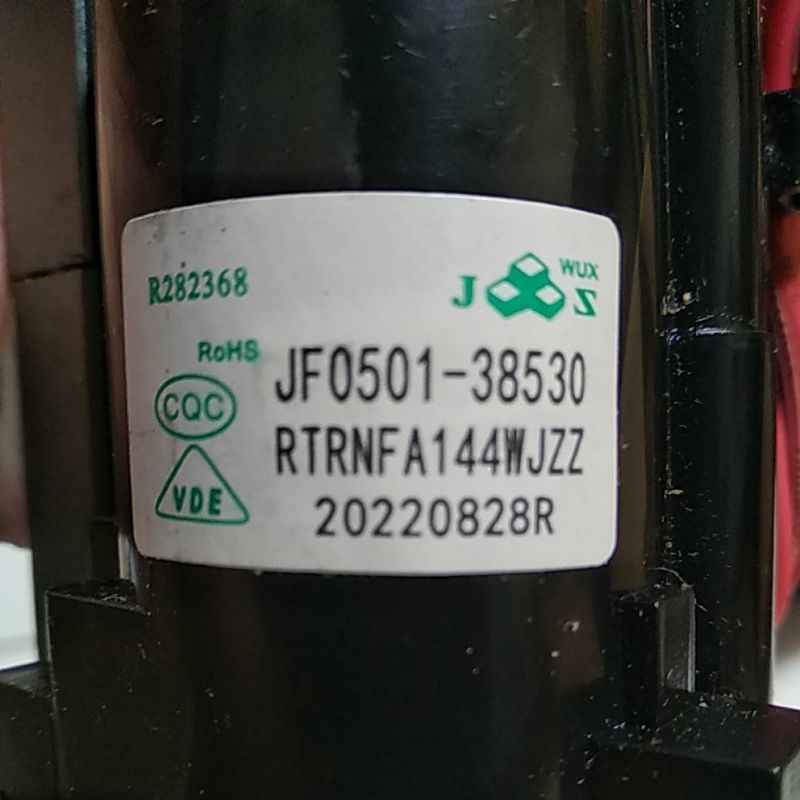 R282368
J WUX Z
RoHS
JF0501-38530
CQC
RTRNFA144WJZZ
VDE
20220828R